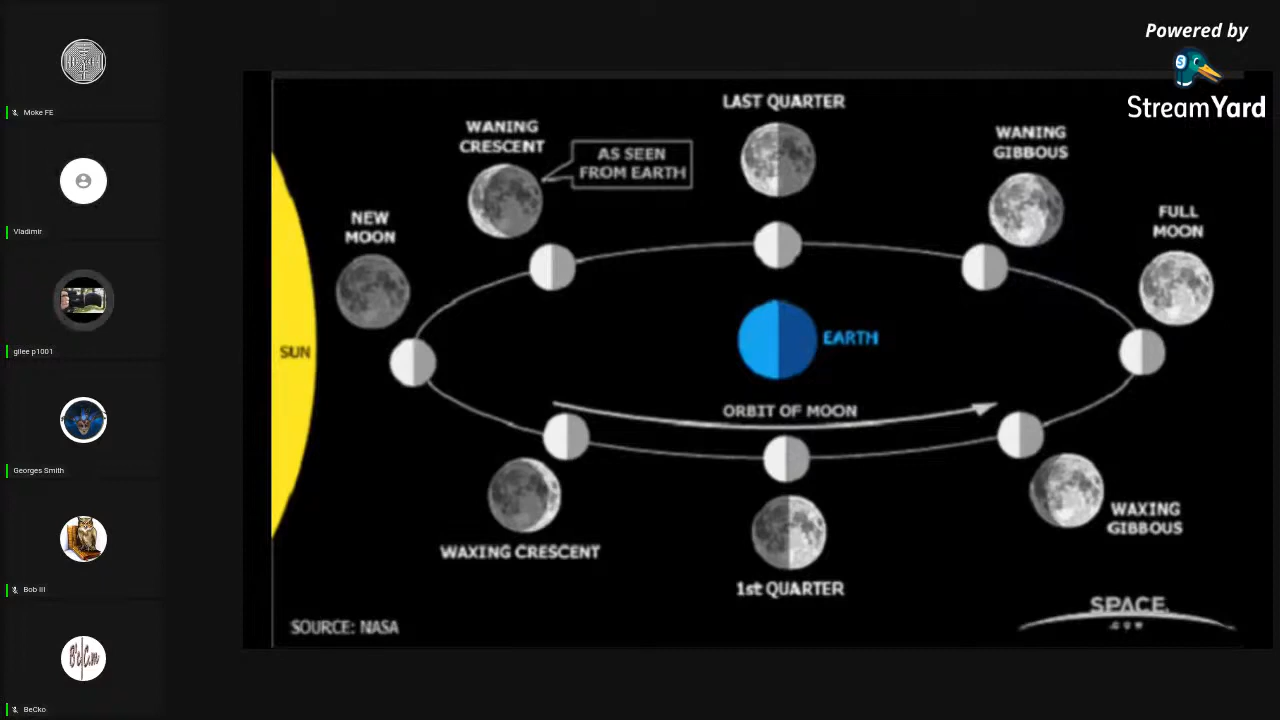 Moke FE
Vladimir
gilee p1001
Georges Smith
Bob III
BeCko
Powered by
StreamYard
LAST QUARTER
WANING
CRESCENT
AS SEEN
FROM EARTH
WANING
GIBBOUS
NEW
MOON
FULL
MOON
SUN
EARTH
ORBIT OF MOON
WAXING CRESCENT
1st QUARTER
WAXING
GIBBOUS
SOURCE: NASA
SPACE
.COM